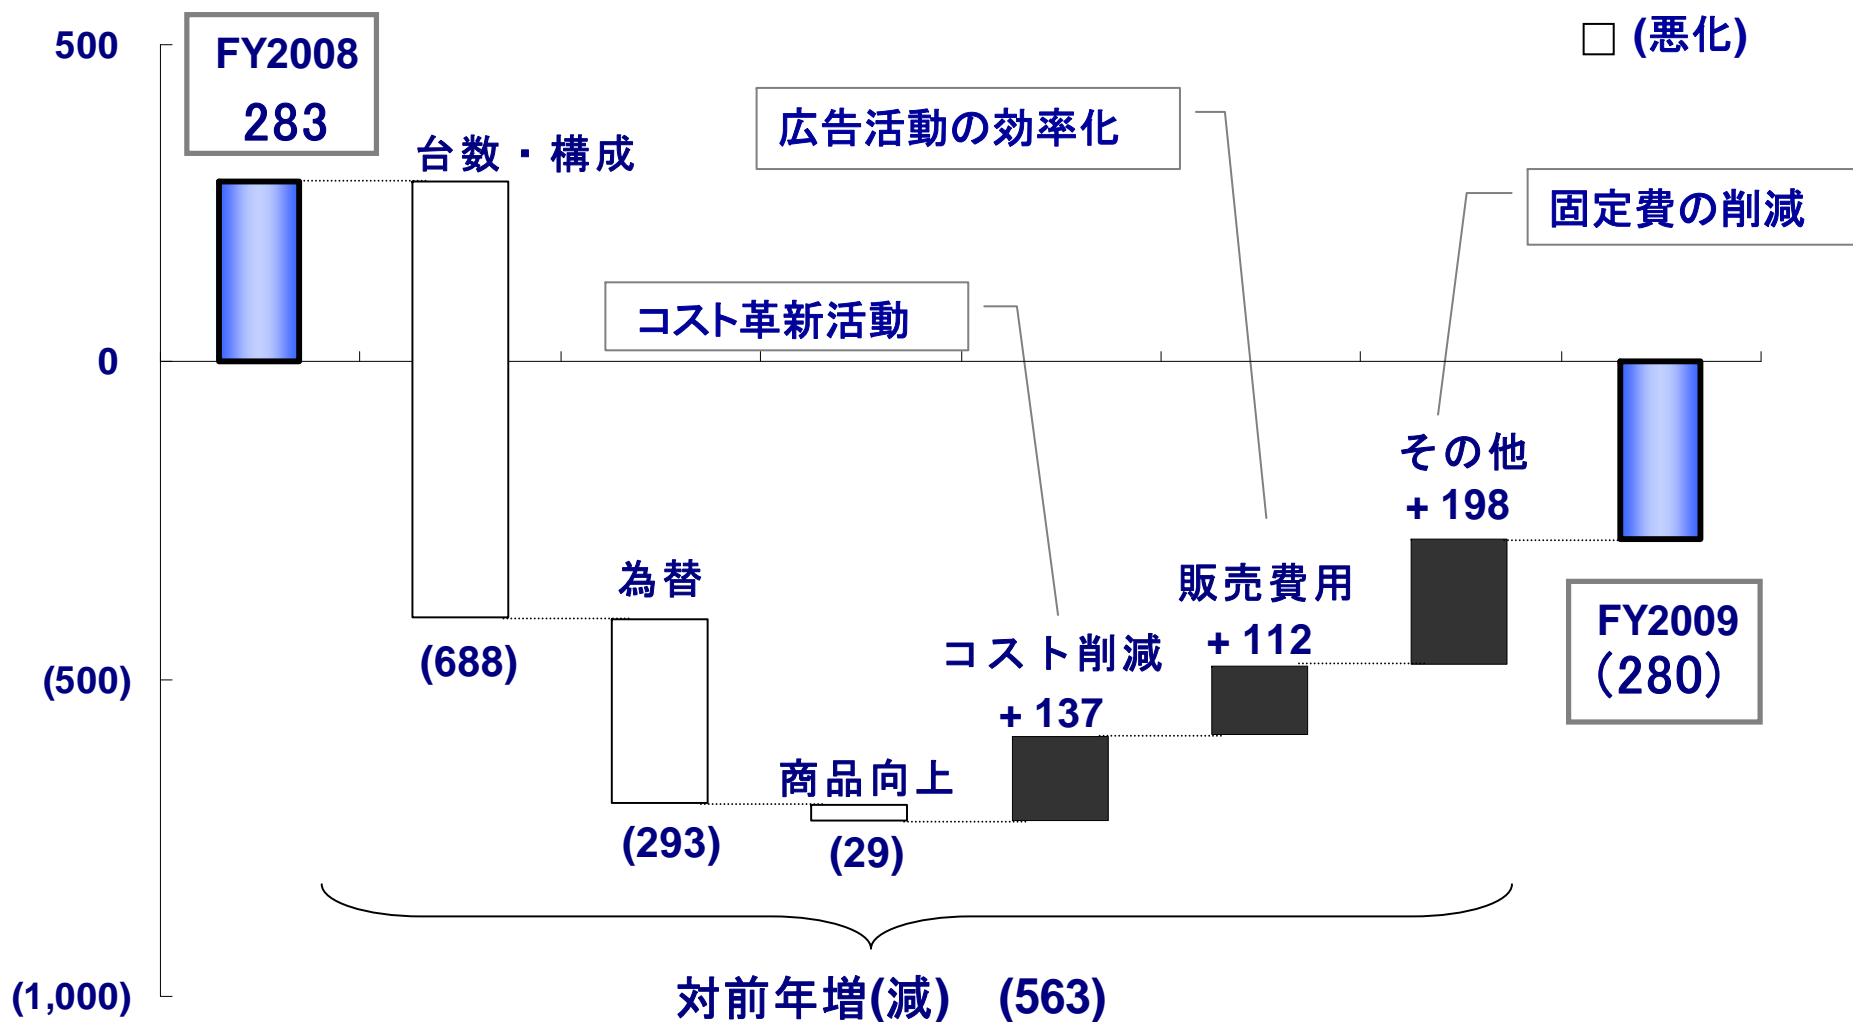 500
0
(500)
(1,000)
FY2008
283
台数・構成
(688)
為替
(293)
商品向上
(29)
コスト革新活動
コスト削減
+ 137
広告活動の効率化
販売費用
+ 112
固定費の削減
その他
+ 198
FY2009
(280)
(悪化)
対前年増(減) (563)